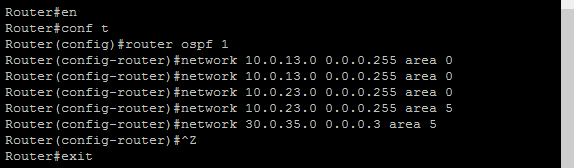 Router#en
Router#conf t
Router(config)#router ospf 1
Router(config-router)#network 10.0.13.0 0.0.0.255 area 0
Router(config-router)#network 10.0.13.0 0.0.0.255 area 0
Router(config-router)#network 10.0.23.0 0.0.0.255 area 0
Router(config-router)#network 10.0.23.0 0.0.0.255 area 5
Router(config-router)#network 30.0.35.0 0.0.0.3 area 5
Router(config-router)#^Z
Router#exit